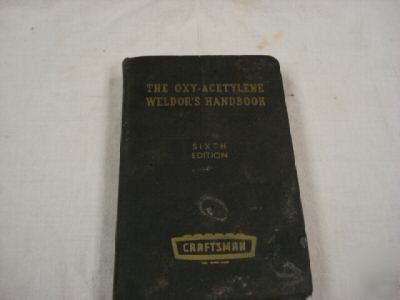 THE OXY-ACETYLENE
WELDOR'S HANDBOOK
SIXTH
EDITION
CRAFTSMAN